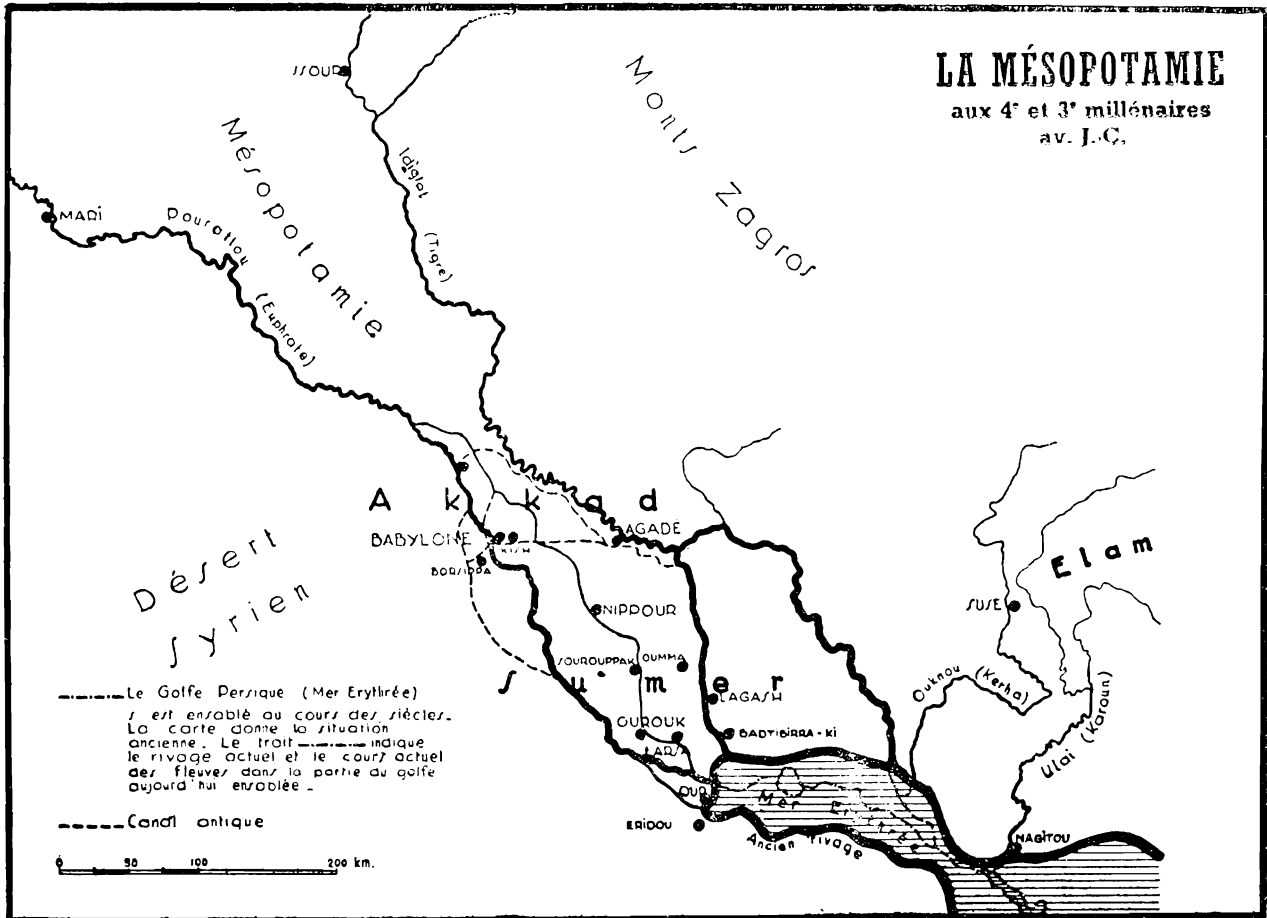 LA MÉSOPOTAMIE
aux 4e et 3e millénaires
av. J.-C.
SSOUR
Monts Zagros
Mésopotamie
Idiglat
(Tigre)
MARI
Pourattou
(Euphrate)
Akkad
AGADE
BABYLONE
KISH
BORSIPPA
Désert
Syrien
Elam
SUSE
NIPPOUR
SOUROUPPAK
OUMMA
Sumer
LAGASH
Ouknou (Kerha)
Ulaï (Karoun)
OUROUK
LARSA
BADTIBIRRA-KI
OUR
Mer Erythrée
ERIDOU
Ancien rivage
NAGITOU
Le Golfe Persique (Mer Erythrée)
s est ensablé au cours des siècles.
La carte donne la situation
ancienne. Le trait indique
le rivage actuel et le cours actuel
des fleuves dans la partie du golfe
aujourd'hui ensablée.
Canal antique
0 50 100 200 km.